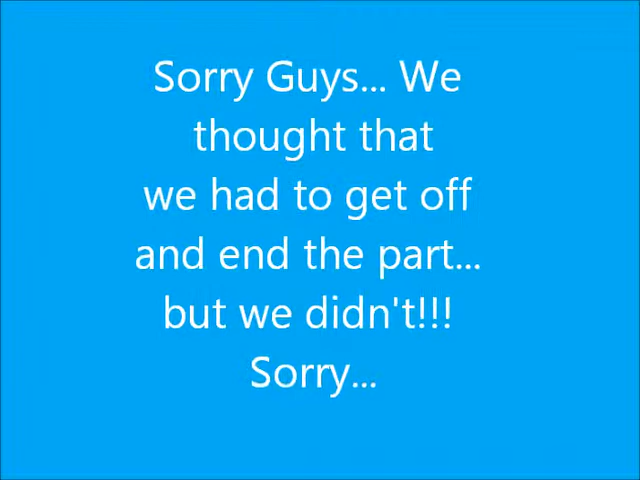 Sorry Guys... We
thought that
we had to get off
and end the part...
but we didn't!!!
Sorry...